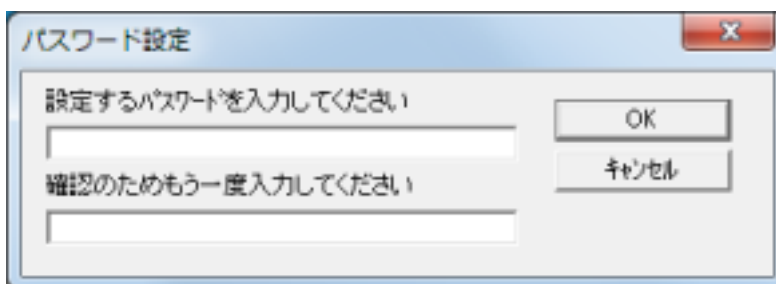 パスワード設定
設定するﾊﾟｽﾜｰﾄﾞを入力してください
OK
ｷｬﾝｾﾙ
確認のためもう一度入力してください